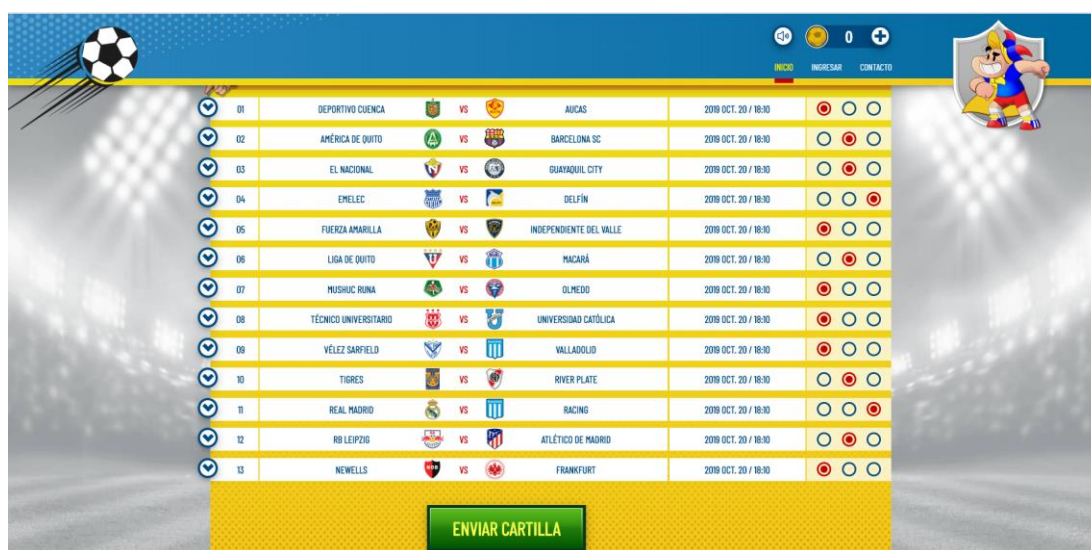 0
INICIO INGRESAR CONTACTO
01 DEPORTIVO CUENCA VS AUCAS 2019 OCT. 20 / 18:10
02 AMÉRICA DE QUITO VS BARCELONA SC 2019 OCT. 20 / 18:10
03 EL NACIONAL VS GUAYAQUIL CITY 2019 OCT. 20 / 18:10
04 EMELEC VS DELFÍN 2019 OCT. 20 / 18:10
05 FUERZA AMARILLA VS INDEPENDIENTE DEL VALLE 2019 OCT. 20 / 18:10
06 LIGA DE QUITO VS MACARÁ 2019 OCT. 20 / 18:10
07 MUSHUC RUNA VS OLMEDO 2019 OCT. 20 / 18:10
08 TÉCNICO UNIVERSITARIO VS UNIVERSIDAD CATÓLICA 2019 OCT. 20 / 18:10
09 VÉLEZ SARFIELD VS VALLADOLID 2019 OCT. 20 / 18:10
10 TIGRES VS RIVER PLATE 2019 OCT. 20 / 18:10
11 REAL MADRID VS RACING 2019 OCT. 20 / 18:10
12 RB LEIPZIG VS ATLÉTICO DE MADRID 2019 OCT. 20 / 18:10
13 NEWELLS VS FRANKFURT 2019 OCT. 20 / 18:10
ENVIAR CARTILLA